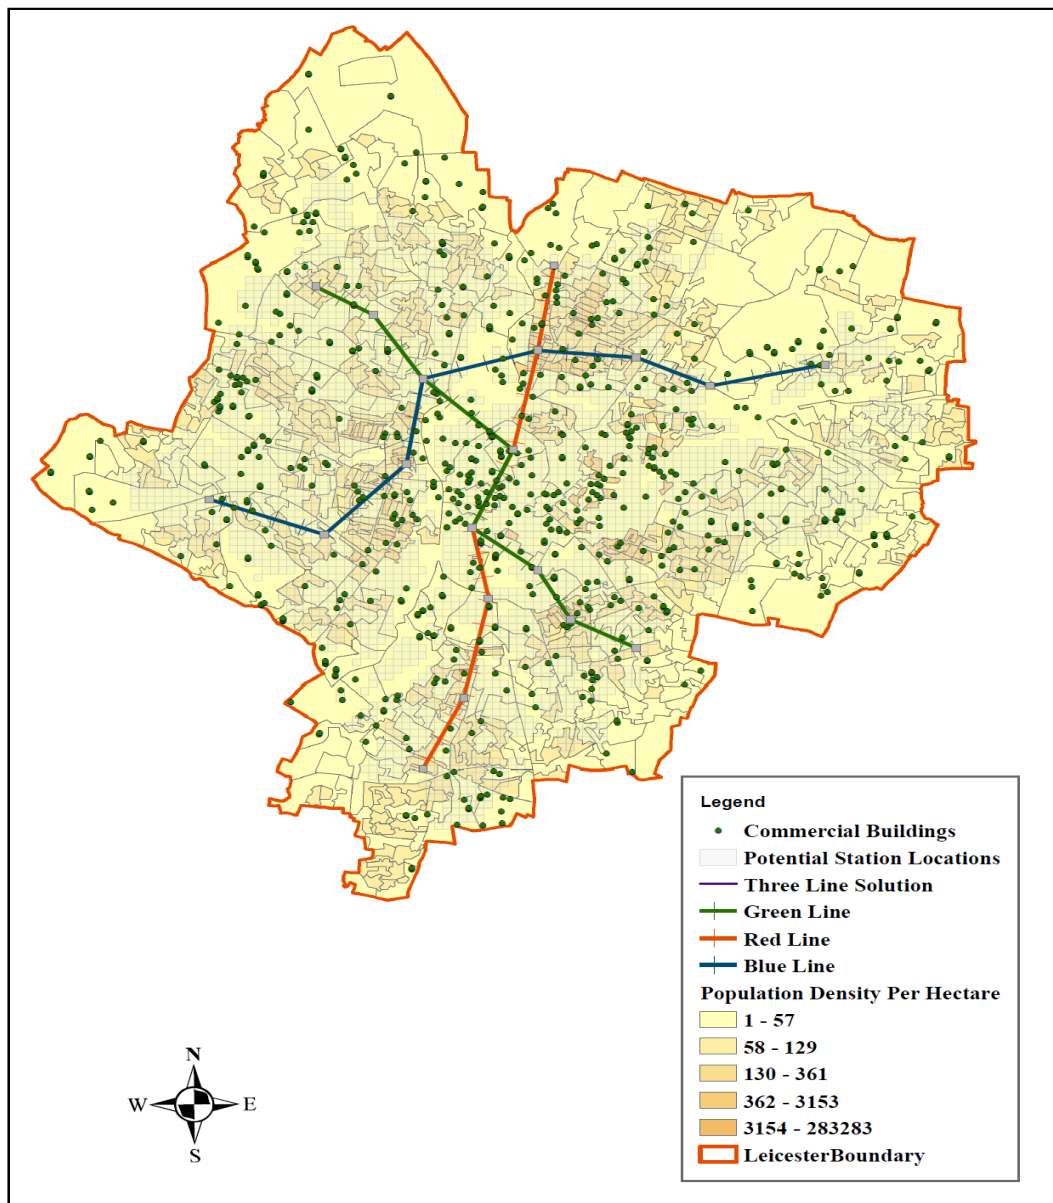 Legend
Commercial Buildings
Potential Station Locations
Three Line Solution
Green Line
Red Line
Blue Line
Population Density Per Hectare
1 - 57
58 - 129
130 - 361
362 - 3153
3154 - 283283
LeicesterBoundary
N
W E
S